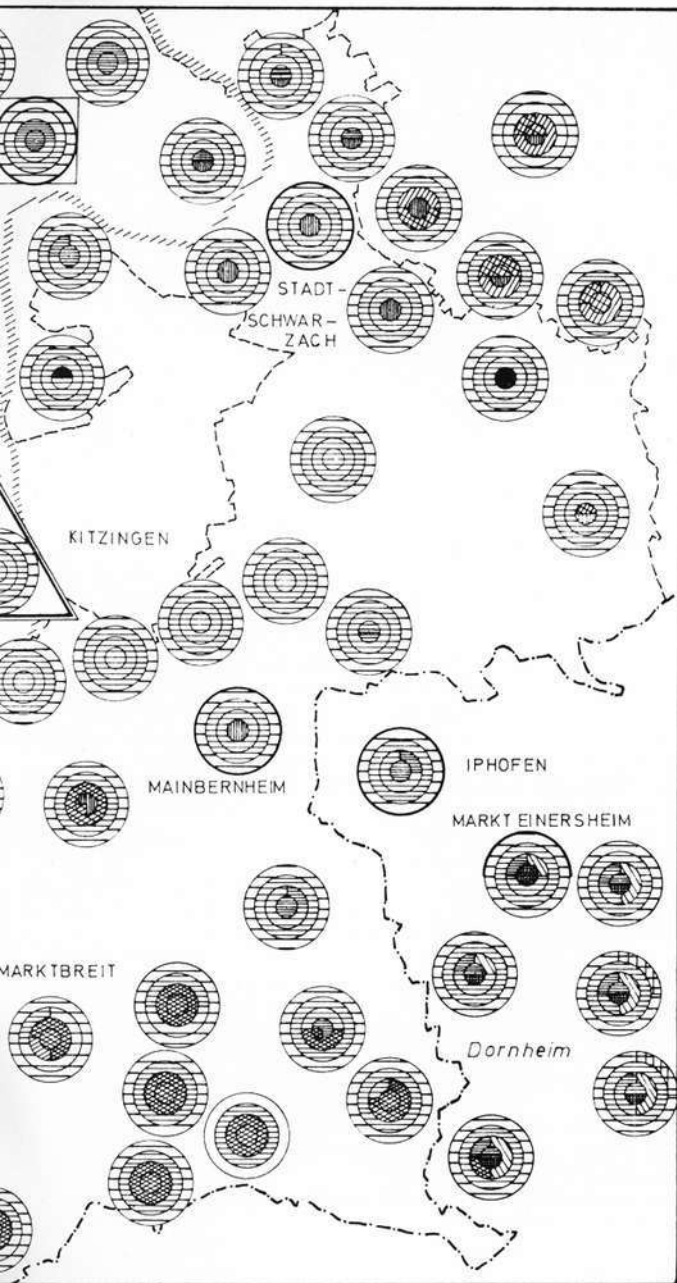 STADT-
SCHWAR-
ZACH
KITZINGEN
MAINBERNHEIM
IPHOFEN
MARKT EINERSHEIM
MARKTBREIT
Dornheim